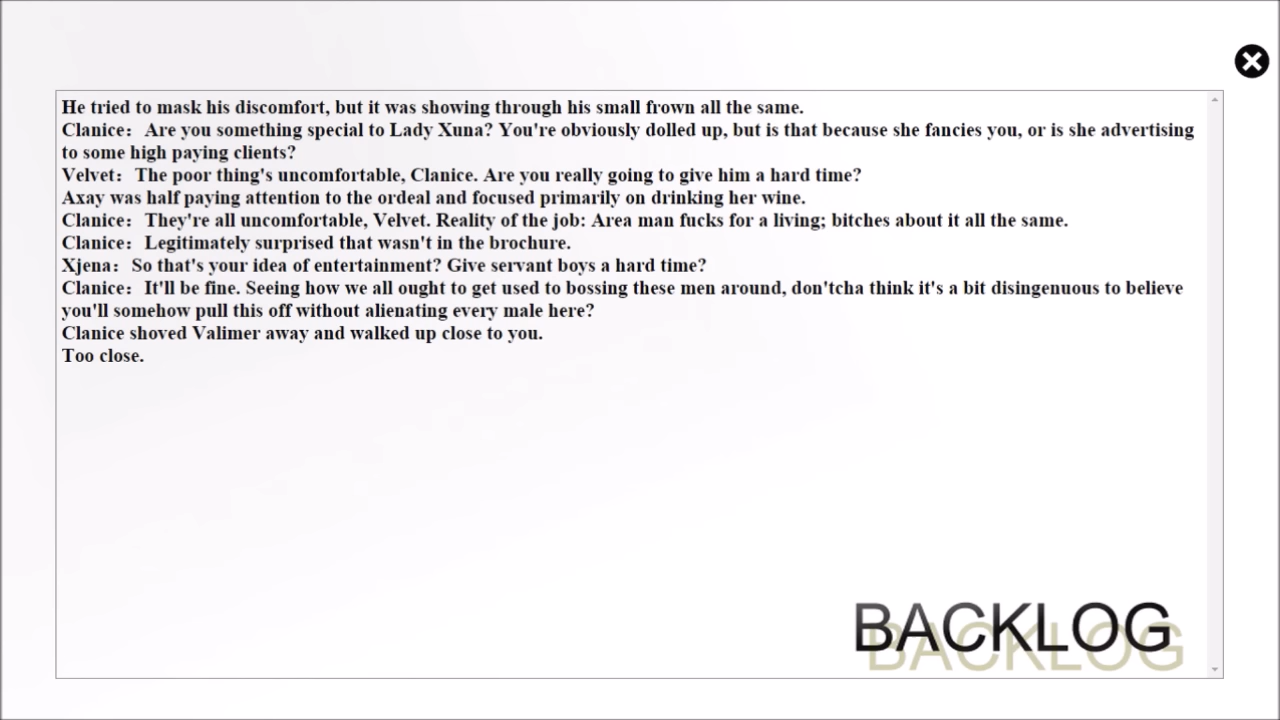 He tried to mask his discomfort, but it was showing through his small frown all the same.
Clanice： Are you something special to Lady Xuna? You're obviously dolled up, but is that because she fancies you, or is she advertising
to some high paying clients?
Velvet： The poor thing's uncomfortable, Clanice. Are you really going to give him a hard time?
Axay was half paying attention to the ordeal and focused primarily on drinking her wine.
Clanice： They're all uncomfortable, Velvet. Reality of the job: Area man fucks for a living; bitches about it all the same.
Clanice： Legitimately surprised that wasn't in the brochure.
Xjena： So that's your idea of entertainment? Give servant boys a hard time?
Clanice： It'll be fine. Seeing how we all ought to get used to bossing these men around, don'tcha think it's a bit disingenuous to believe
you'll somehow pull this off without alienating every male here?
Clanice shoved Valimer away and walked up close to you.
Too close.
BACKLOG